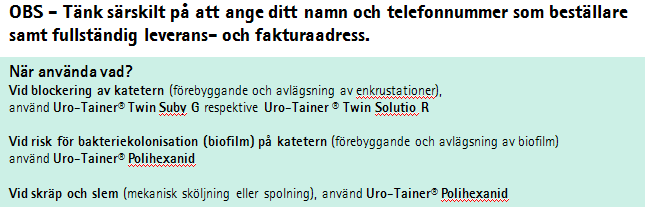 OBS - Tänk särskilt på att ange ditt namn och telefonnummer som beställare
samt fullständig leverans- och fakturaadress.
När använda vad?
Vid blockering av katetern (förebyggande och avlägsning av enkrustationer),
använd Uro-Tainer® Twin Suby G respektive Uro-Tainer ® Twin Solutio R
Vid risk för bakteriekolonisation (biofilm) på katetern (förebyggande och avlägsning av biofilm)
använd Uro-Tainer® Polihexanid
Vid skräp och slem (mekanisk sköljning eller spolning), använd Uro-Tainer® Polihexanid